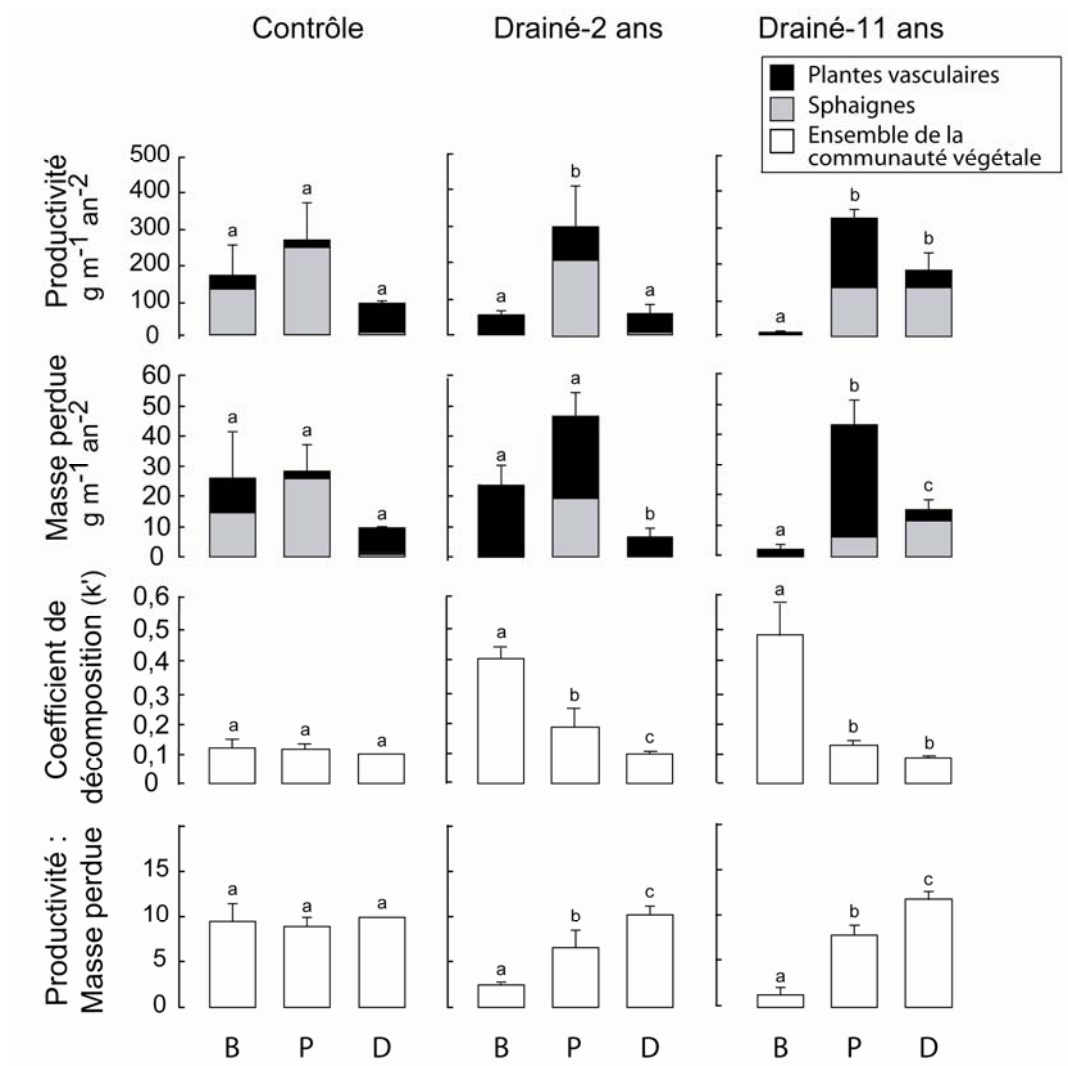 Contrôle Drainé-2 ans Drainé-11 ans
Plantes vasculaires
Sphaignes
Ensemble de la
communauté végétale
Productivité
g m-1 an-2
500
400
300
200
100
0
a
a
a
a
b
a
a
b
b
Masse perdue
g m-1 an-2
60
50
40
30
20
10
0
a
a
a
a
a
b
a
b
c
Coefficient de
décomposition (k')
0,6
0,5
0,4
0,3
0,2
0,1
0
a
a
a
a
b
c
a
b
b
Productivité :
Masse perdue
15
10
5
0
a
a
a
a
b
c
a
b
c
B P D B P D B P D